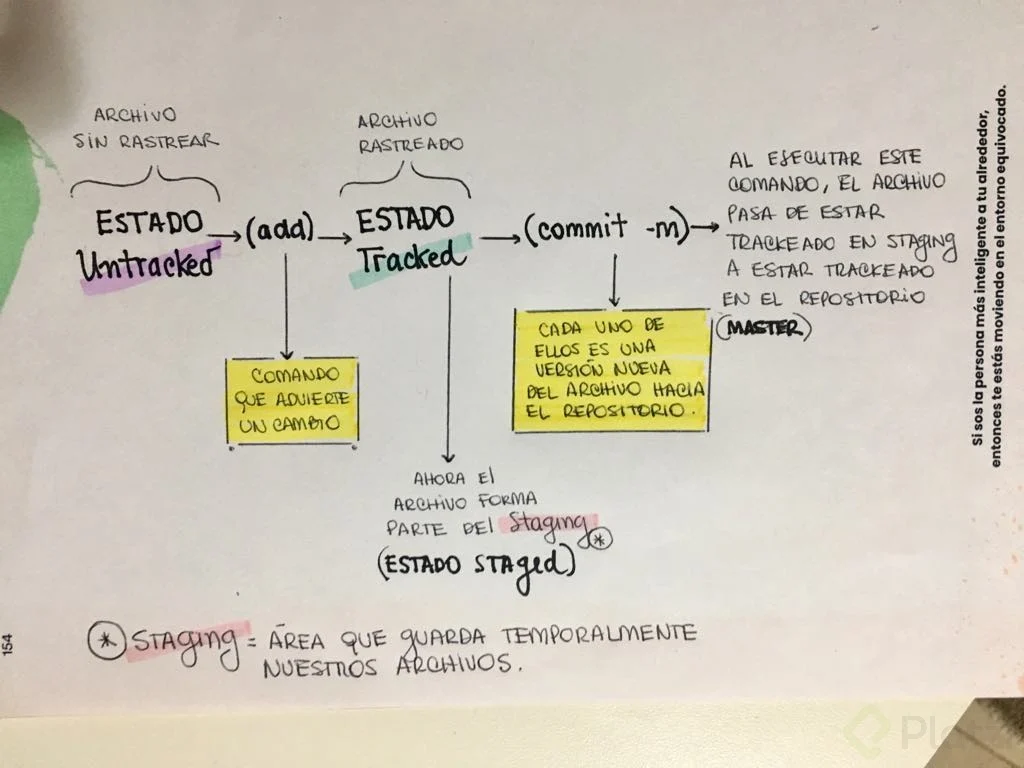 ARCHIVO
SIN RASTREAR
ESTADO
Untracked
(add)
ARCHIVO
RASTREADO
ESTADO
Tracked
(commit -m)
AL EJECUTAR ESTE
COMANDO, EL ARCHIVO
PASA DE ESTAR
TRACKEADO EN STAGING
A ESTAR TRACKEADO
EN EL REPOSITORIO
(MASTER)
COMANDO
QUE ADVIERTE
UN CAMBIO
CADA UNO DE
ELLOS ES UNA
VERSIÓN NUEVA
DEL ARCHIVO HACIA
EL REPOSITORIO.
AHORA El
ARCHIVO FORMA
PARTE DEl Staging *
(ESTADO STAged)
* STAging = ÁREA QUE GUARDA TEMPORALMENTE
NUESTROS ARCHIVOS.
Si sos la persona más inteligente a tu alrededor,
entonces te estás moviendo en el entorno equivocado.
154